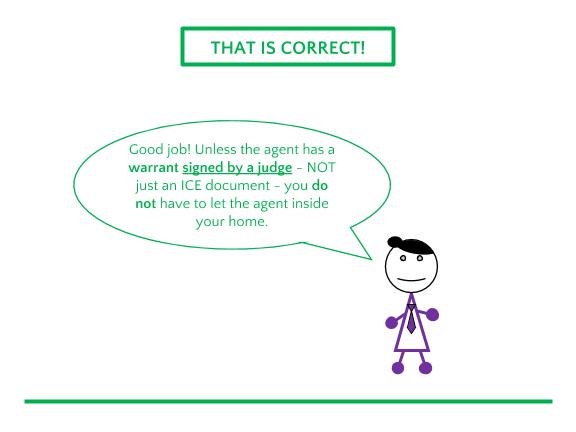 THAT IS CORRECT!
Good job! Unless the agent has a
warrant signed by a judge – NOT
just an ICE document – you do
not have to let the agent inside
your home.